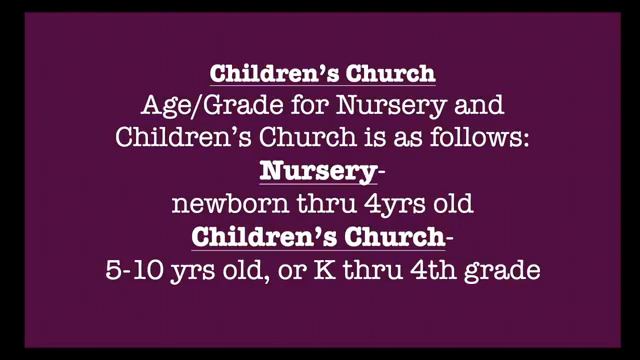 Children's Church
Age/Grade for Nursery and
Children's Church is as follows:
Nursery-
newborn thru 4yrs old
Children's Church-
5-10 yrs old, or K thru 4th grade